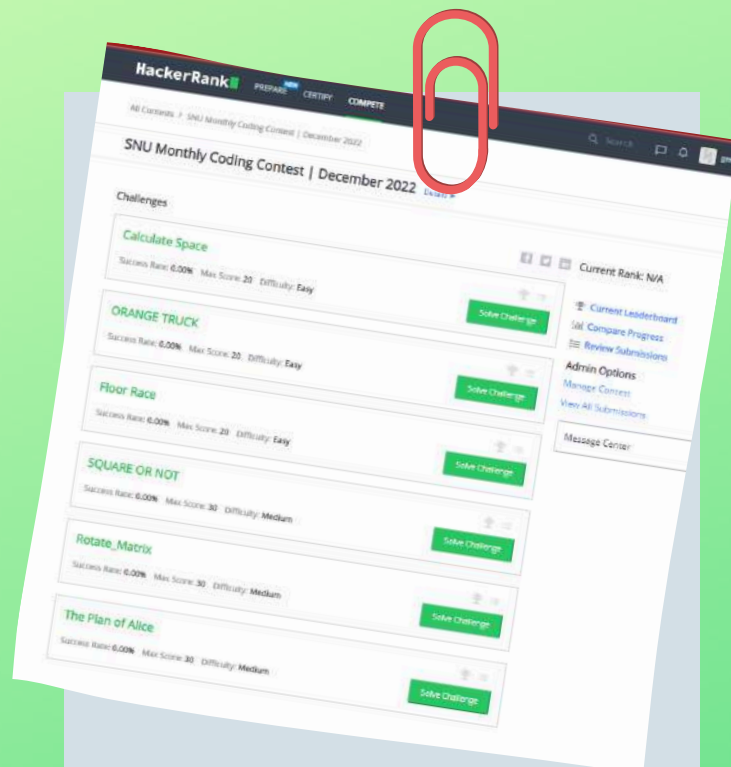 HackerRank PREPARE NEW CERTIFY COMPETE Search
All Contests > SNU Monthly Coding Contest | December 2022
SNU Monthly Coding Contest | December 2022 Details
Challenges
Calculate Space
Success Rate: 0.00% Max Score: 20 Difficulty: Easy
Solve Challenge
ORANGE TRUCK
Success Rate: 0.00% Max Score: 20 Difficulty: Easy
Solve Challenge
Floor Race
Success Rate: 0.00% Max Score: 20 Difficulty: Easy
Solve Challenge
SQUARE OR NOT
Success Rate: 0.00% Max Score: 30 Difficulty: Medium
Solve Challenge
Rotate_Matrix
Success Rate: 0.00% Max Score: 30 Difficulty: Medium
Solve Challenge
The Plan of Alice
Success Rate: 0.00% Max Score: 30 Difficulty: Medium
Solve Challenge
Current Rank: N/A
Current Leaderboard
Compare Progress
Review Submissions
Admin Options
Manage Contest
View All Submissions
Message Center